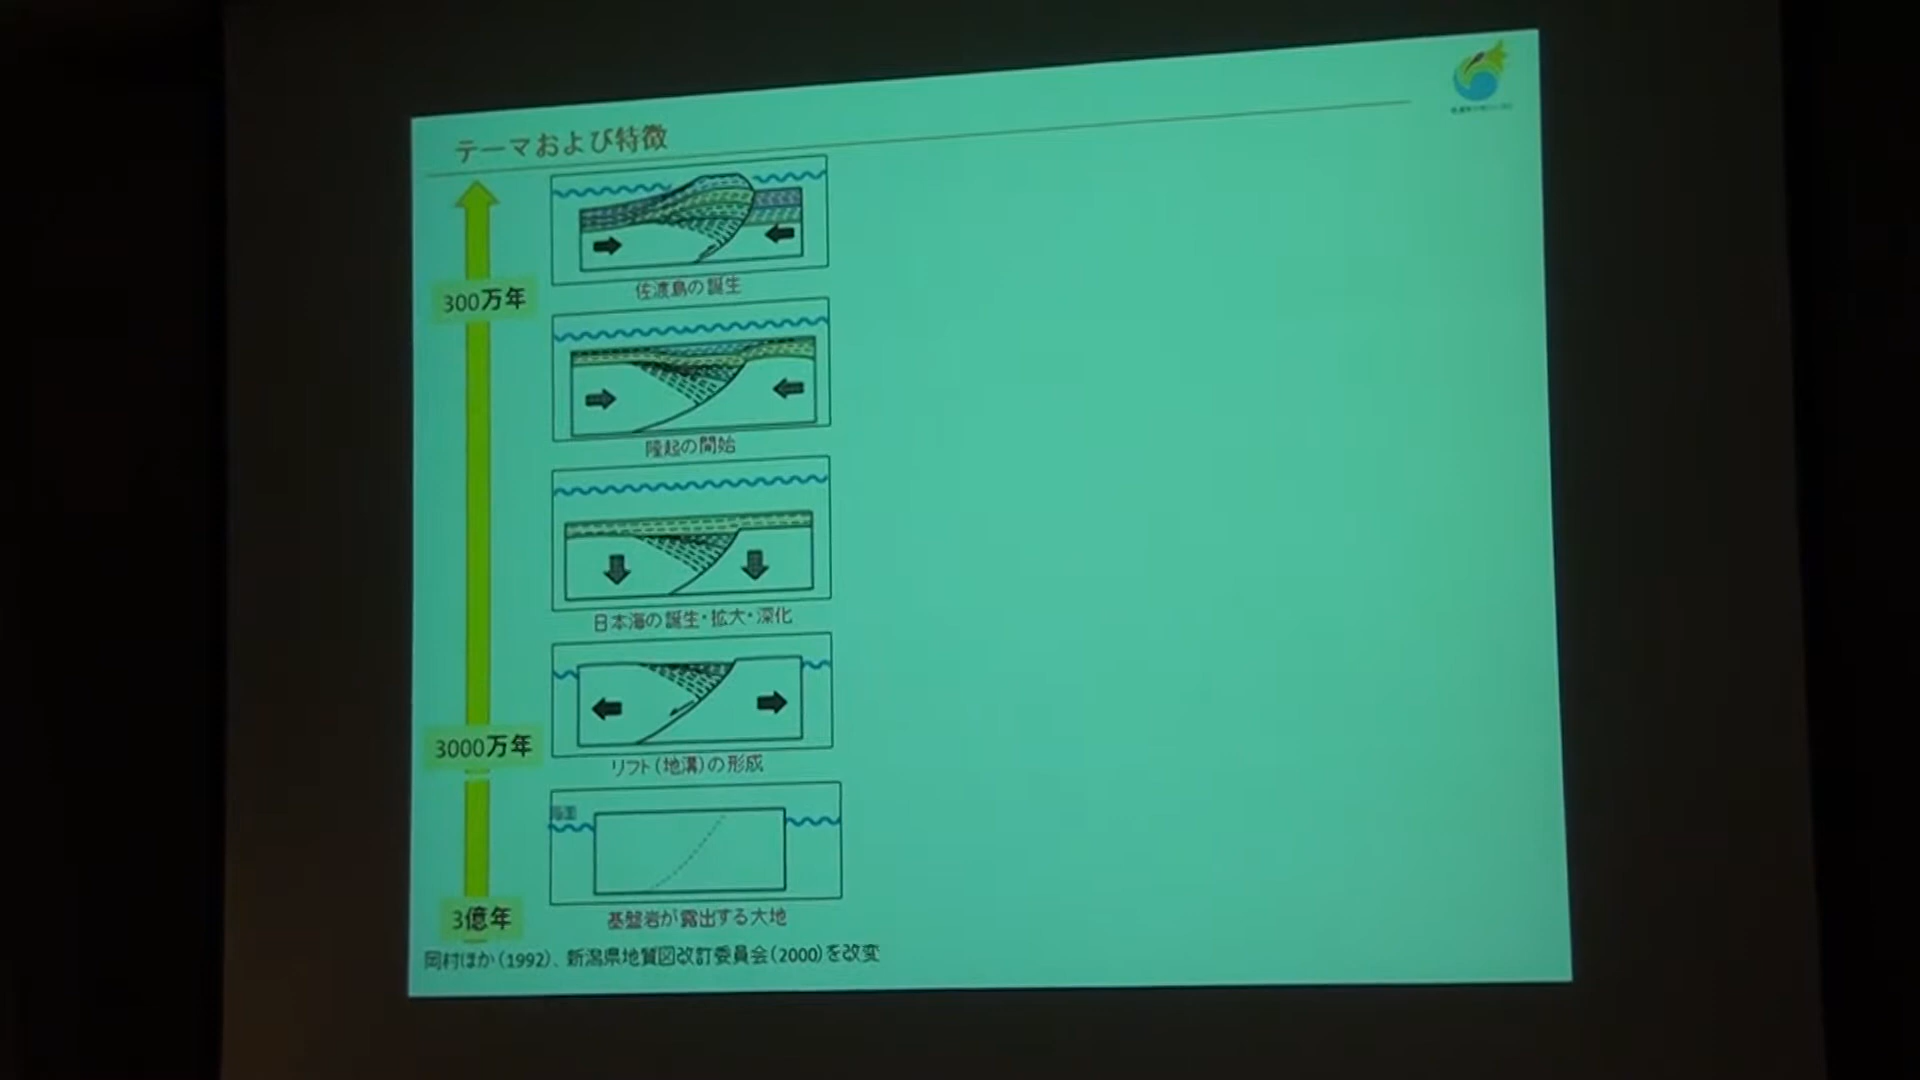 テーマおよび特徴
佐渡島の誕生
300万年
隆起の開始
日本海の誕生・拡大・深化
3000万年
リフト(地溝)の形成
海面
基盤岩が露出する大地
3億年
岡村ほか(1992)、新潟県地質図改訂委員会(2000)を改変